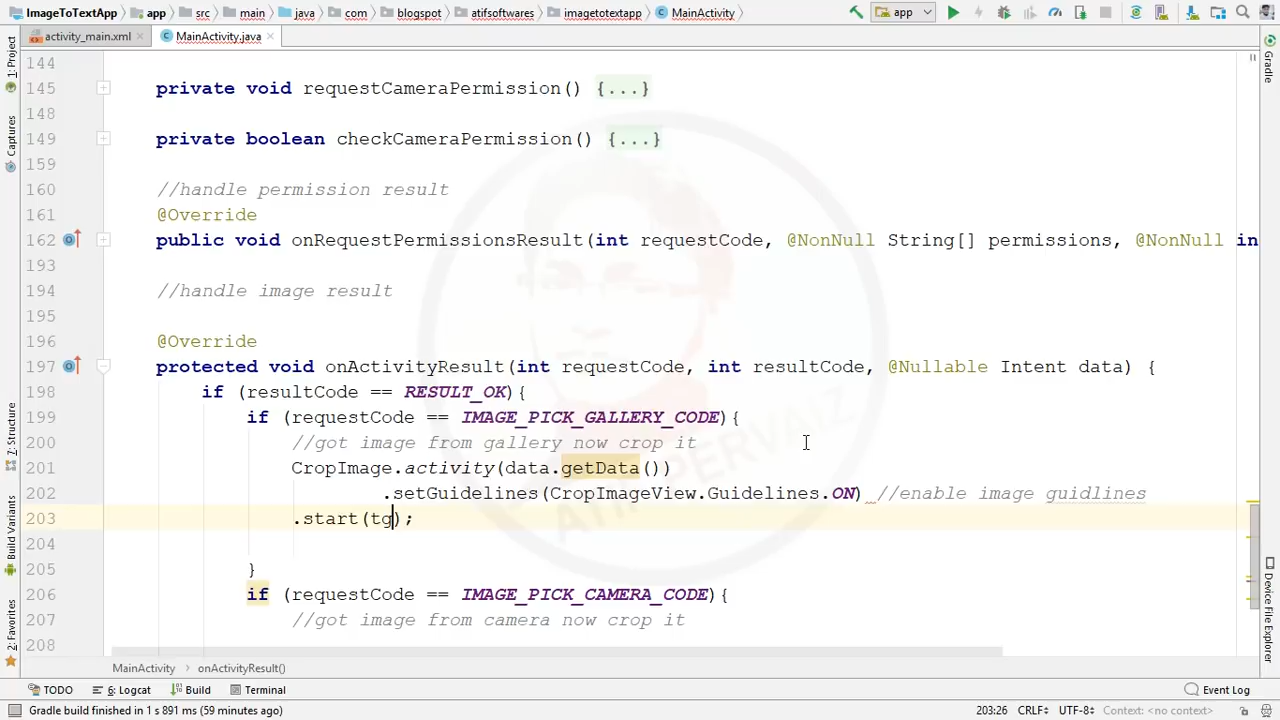 ImageToTextApp app src main java com blogspot atifsoftwares imagetotextapp MainActivity app
activity_main.xml MainActivity.java
144
145 private void requestCameraPermission() {...}
148
149 private boolean checkCameraPermission() {...}
159
160 //handle permission result
161 @Override
162 public void onRequestPermissionsResult(int requestCode, @NonNull String[] permissions, @NonNull in
193
194 //handle image result
195
196 @Override
197 protected void onActivityResult(int requestCode, int resultCode, @Nullable Intent data) {
198 if (resultCode == RESULT_OK){
199 if (requestCode == IMAGE_PICK_GALLERY_CODE){
200 //got image from gallery now crop it
201 CropImage.activity(data.getData())
202 .setGuidelines(CropImageView.Guidelines.ON) //enable image guidlines
203 .start(tg);
204
205 }
206 if (requestCode == IMAGE_PICK_CAMERA_CODE){
207 //got image from camera now crop it
208
MainActivity onActivityResult()
TODO 6: Logcat Build Terminal Event Log
Gradle build finished in 1 s 891 ms (59 minutes ago) 203:26 CRLF UTF-8 Context: <no context>
1: Project
Captures
7: Structure
Build Variants
2: Favorites
Gradle
Device File Explorer
ATIF PERVAIZ